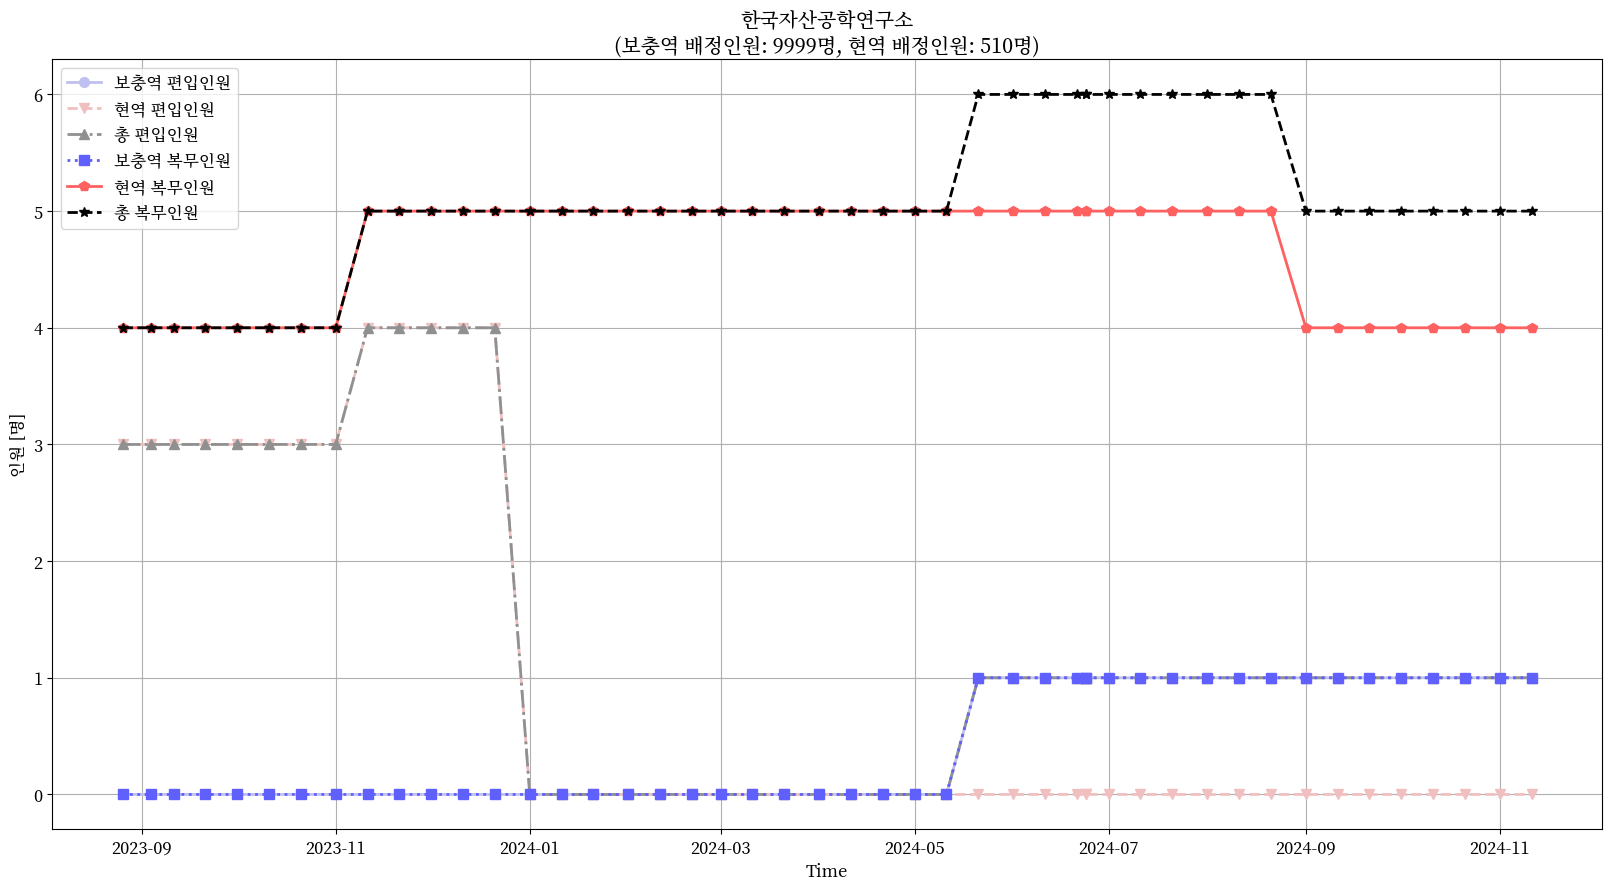 한국자산공학연구소
(보충역 배정인원: 9999명, 현역 배정인원: 510명)
보충역 편입인원
현역 편입인원
총 편입인원
보충역 복무인원
현역 복무인원
총 복무인원
인원 [명]
6
5
4
3
2
1
0
2023-09
2023-11
2024-01
2024-03
2024-05
2024-07
2024-09
2024-11
Time